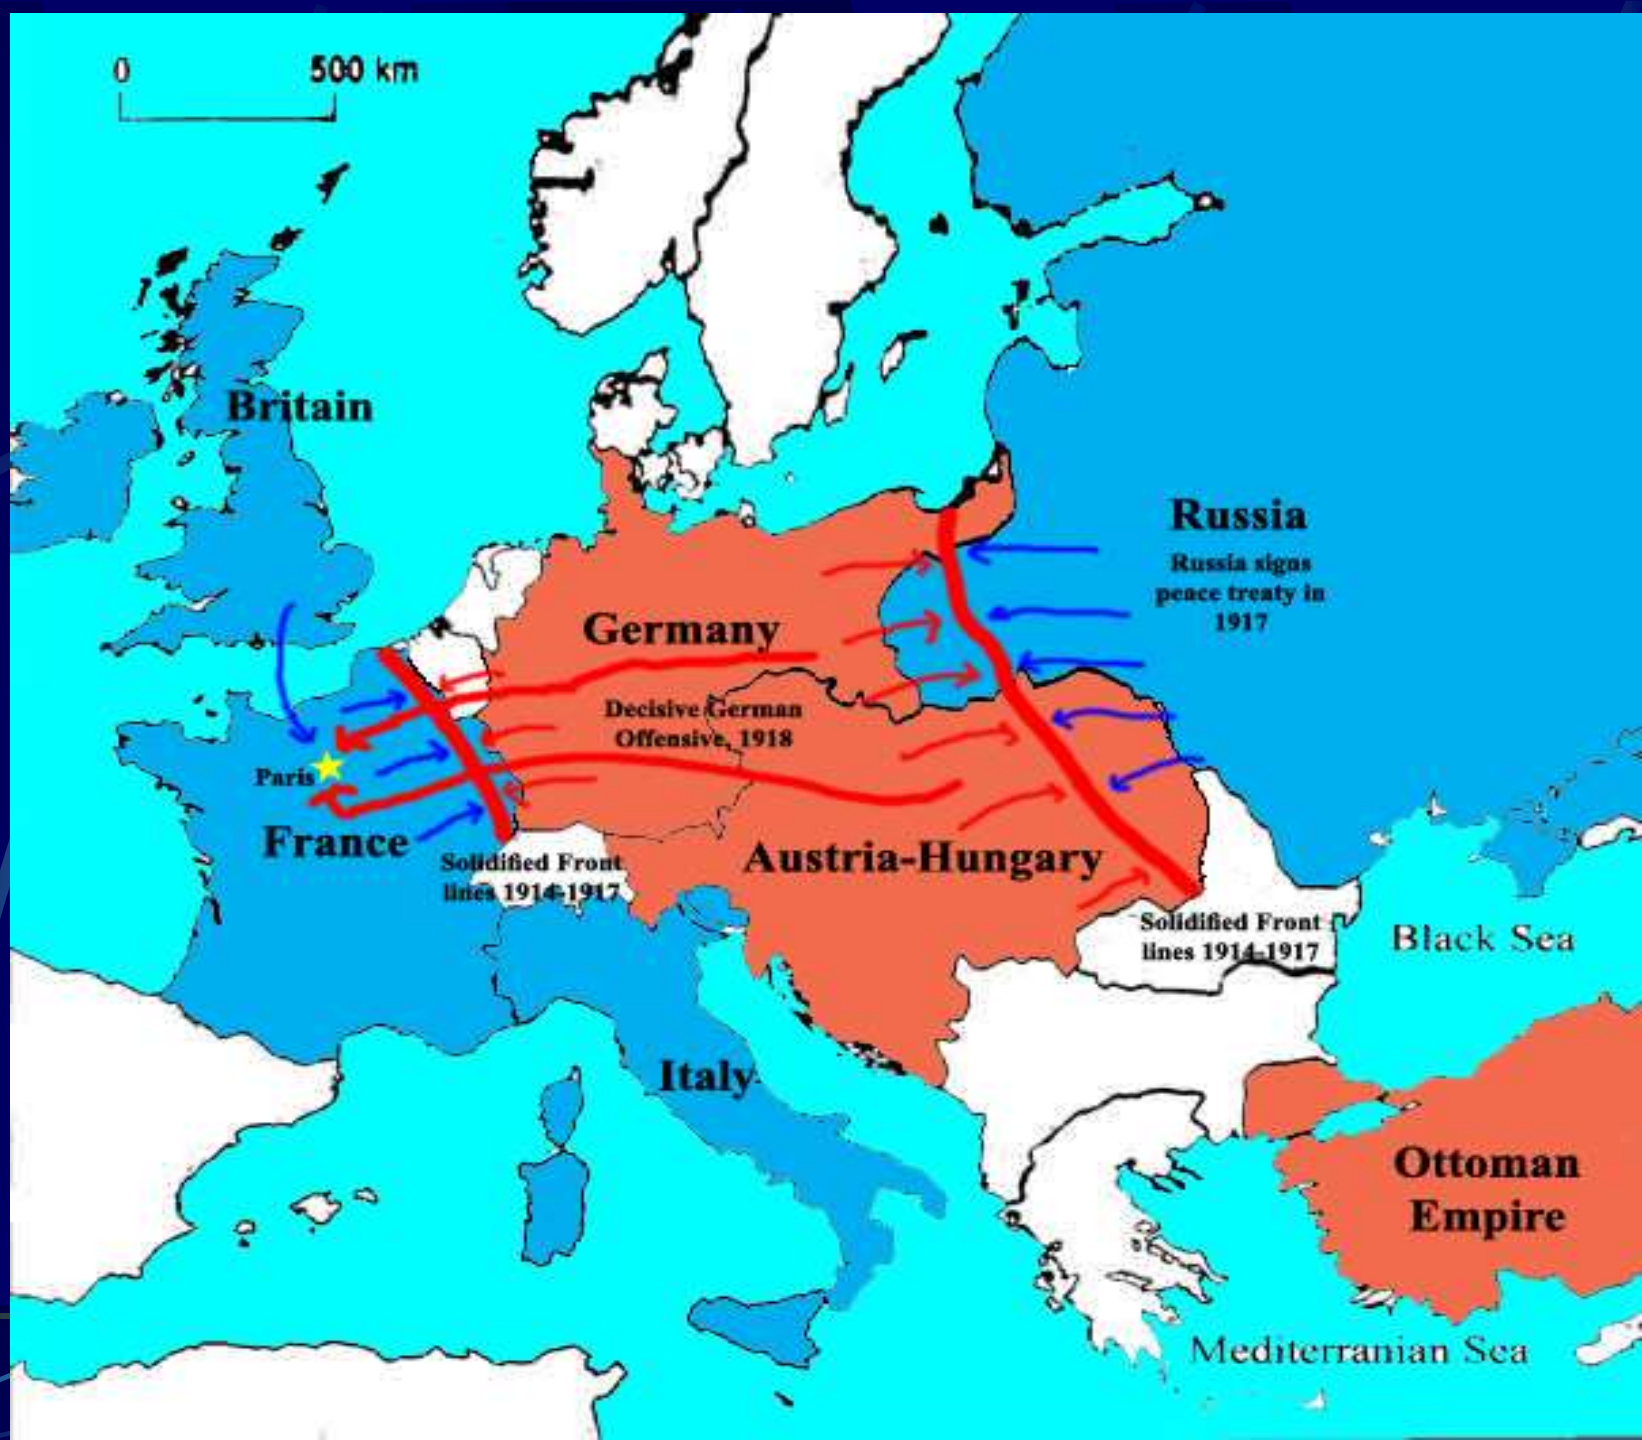 0 500 km
Britain
Russia
Russia signs
peace treaty in
1917
Germany
Decisive German
Offensive, 1918
Paris
France
Solidified Front
lines 1914-1917
Austria-Hungary
Solidified Front
lines 1914-1917
Black Sea
Italy
Ottoman
Empire
Mediterranian Sea